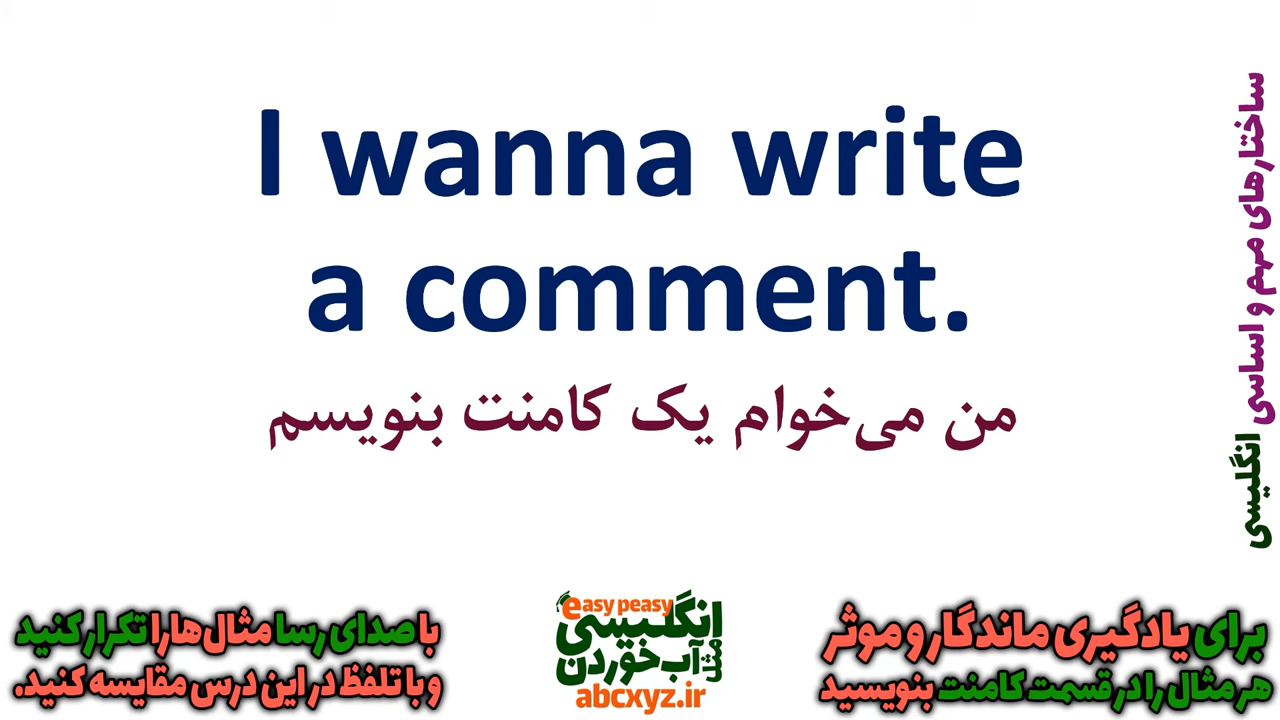 I wanna write
a comment.
من می‌خوام یک کامنت بنویسم
ساختارهای مهم و اساسی انگلیسی
برای یادگیری ماندگار و موثر
هر مثال را در قسمت کامنت بنویسید
easy peasy
انگلیسی
مثل آب خوردن
abcxyz.ir
با صدای رسا مثال‌ها را تکرار کنید
و با تلفظ در این درس مقایسه کنید.